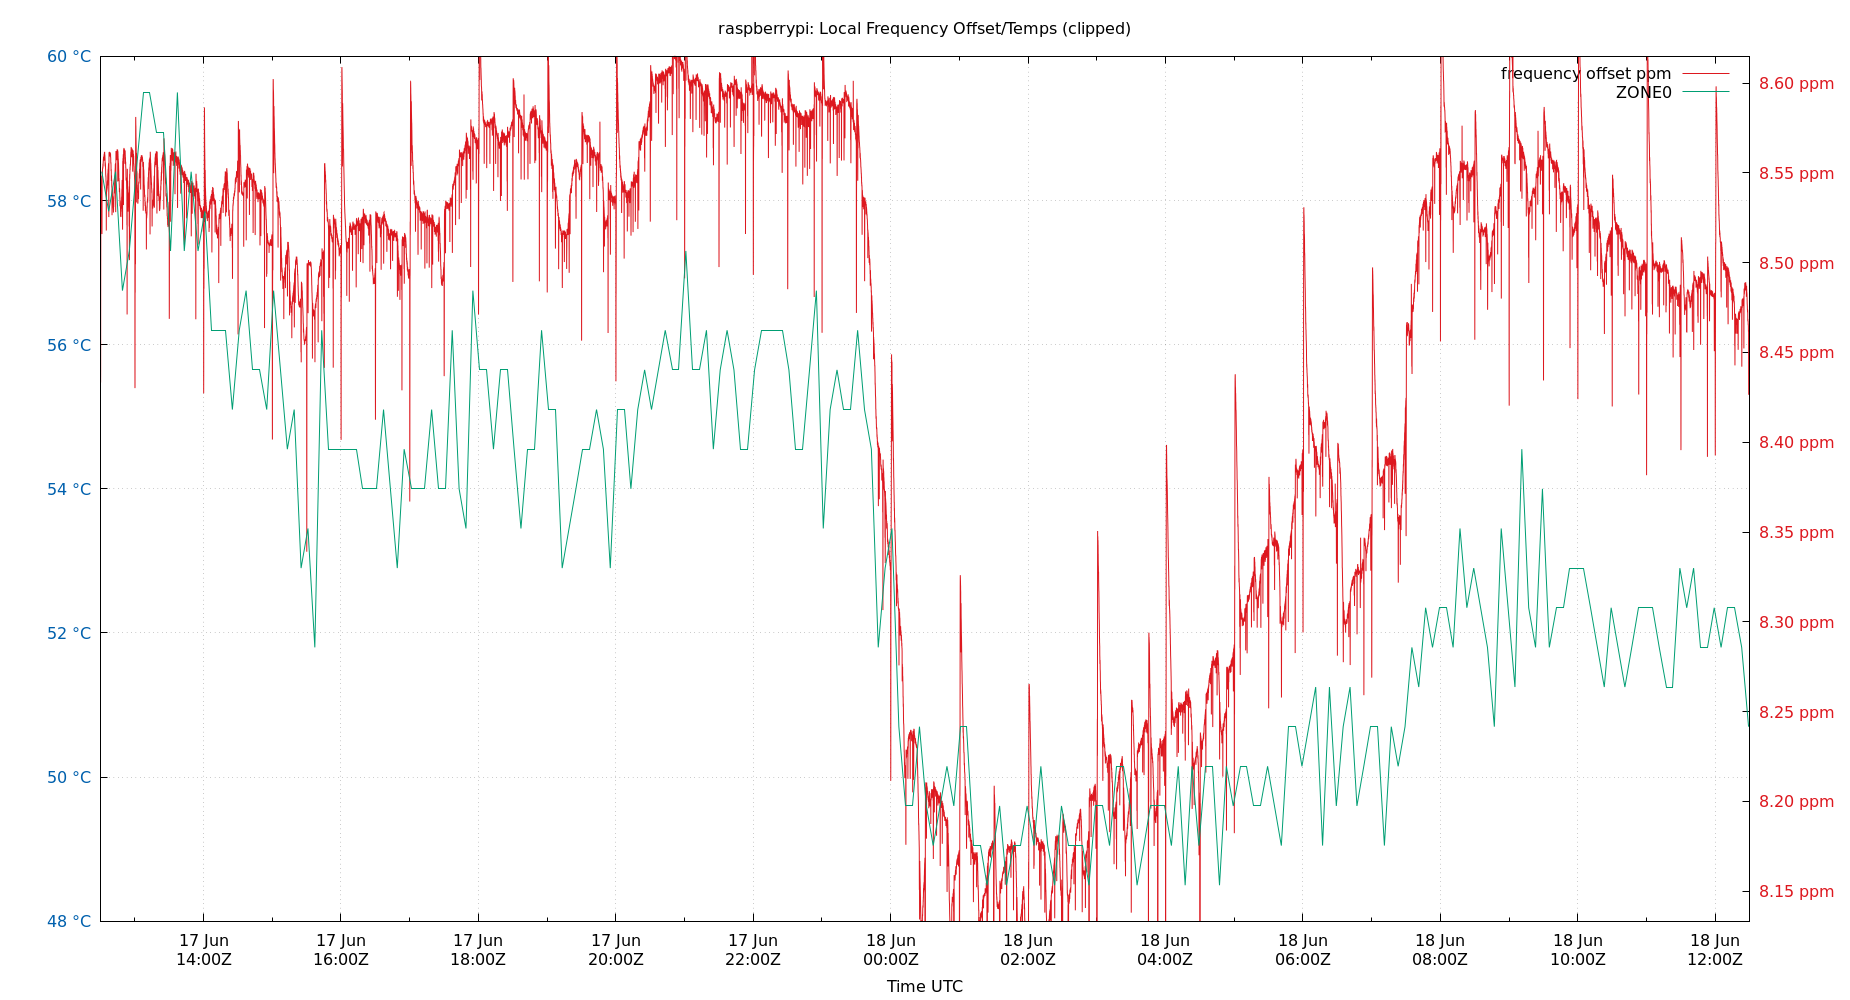 raspberrypi: Local Frequency Offset/Temps (clipped)
60 °C
58 °C
56 °C
54 °C
52 °C
50 °C
48 °C
frequency offset ppm
ZONE0
8.60 ppm
8.55 ppm
8.50 ppm
8.45 ppm
8.40 ppm
8.35 ppm
8.30 ppm
8.25 ppm
8.20 ppm
8.15 ppm
17 Jun 17 Jun 17 Jun 17 Jun 17 Jun 18 Jun 18 Jun 18 Jun 18 Jun 18 Jun 18 Jun 18 Jun
14:00Z 16:00Z 18:00Z 20:00Z 22:00Z 00:00Z 02:00Z 04:00Z 06:00Z 08:00Z 10:00Z 12:00Z
Time UTC